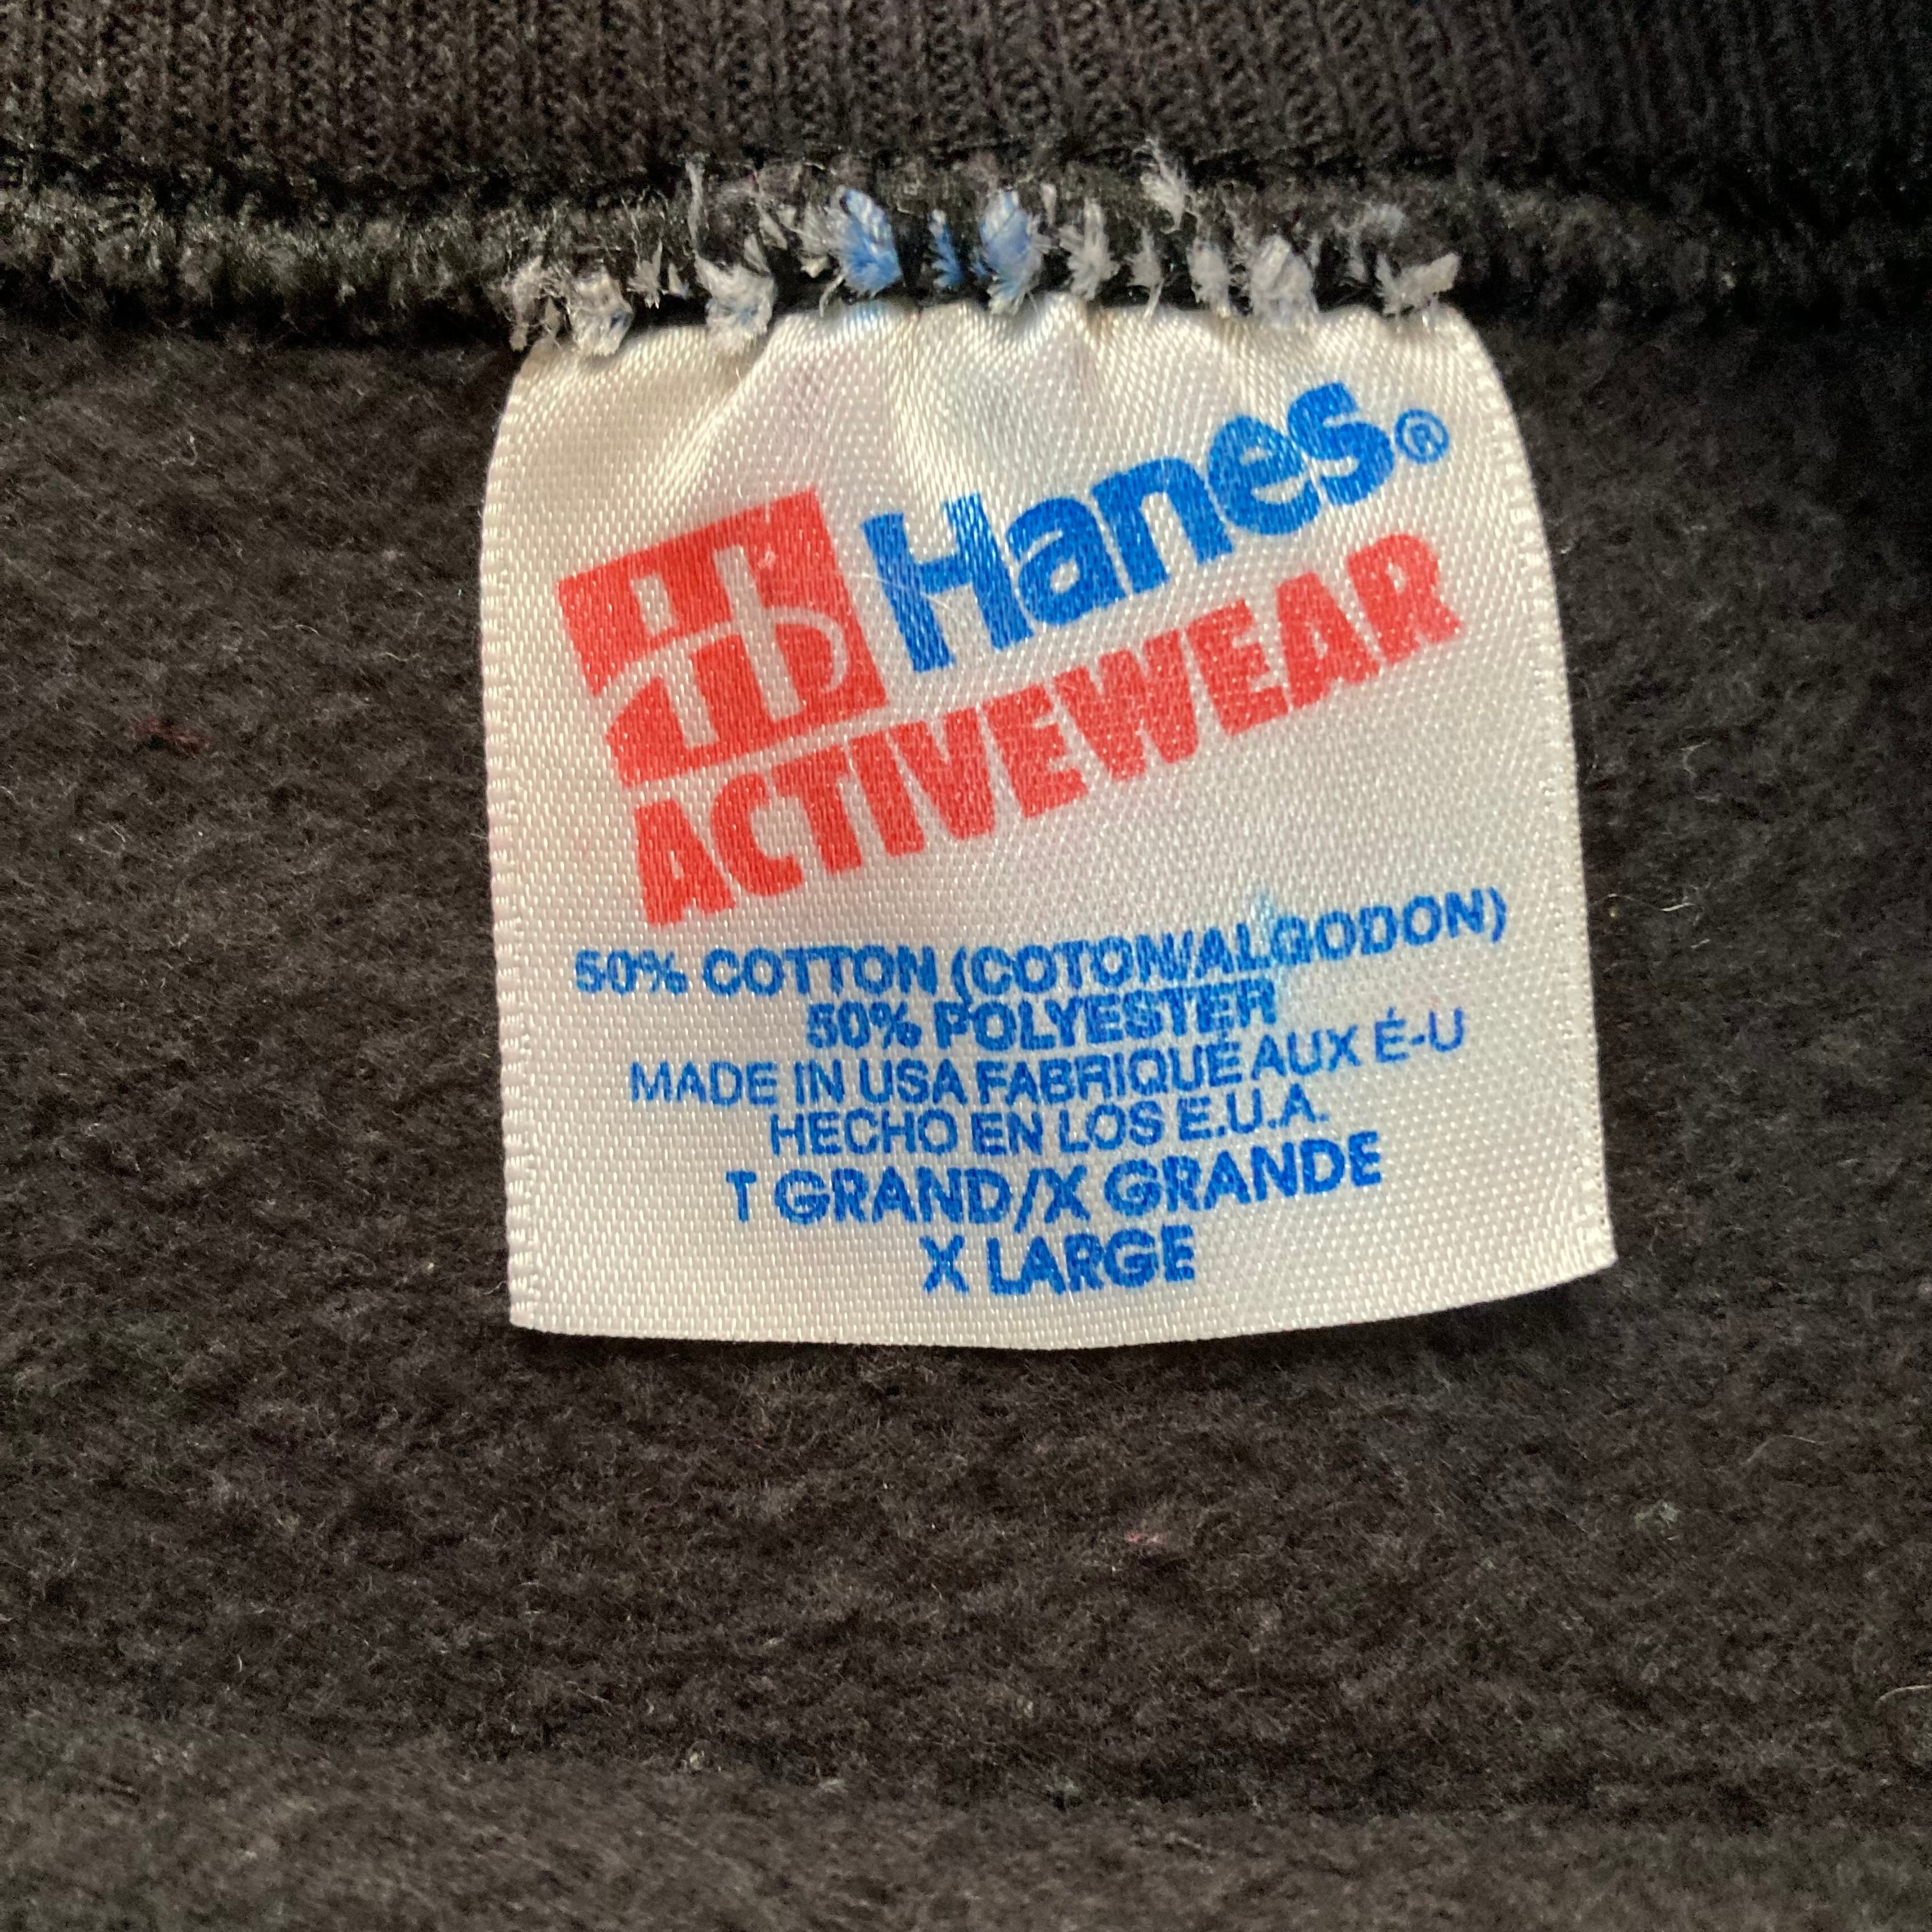 Hanes®
ACTIVEWEAR
50% COTTON (COTON/ALGODON)
50% POLYESTER
MADE IN USA FABRIQUÉ AUX É-U
HECHO EN LOS E.U.A.
T GRAND/X GRANDE
X LARGE